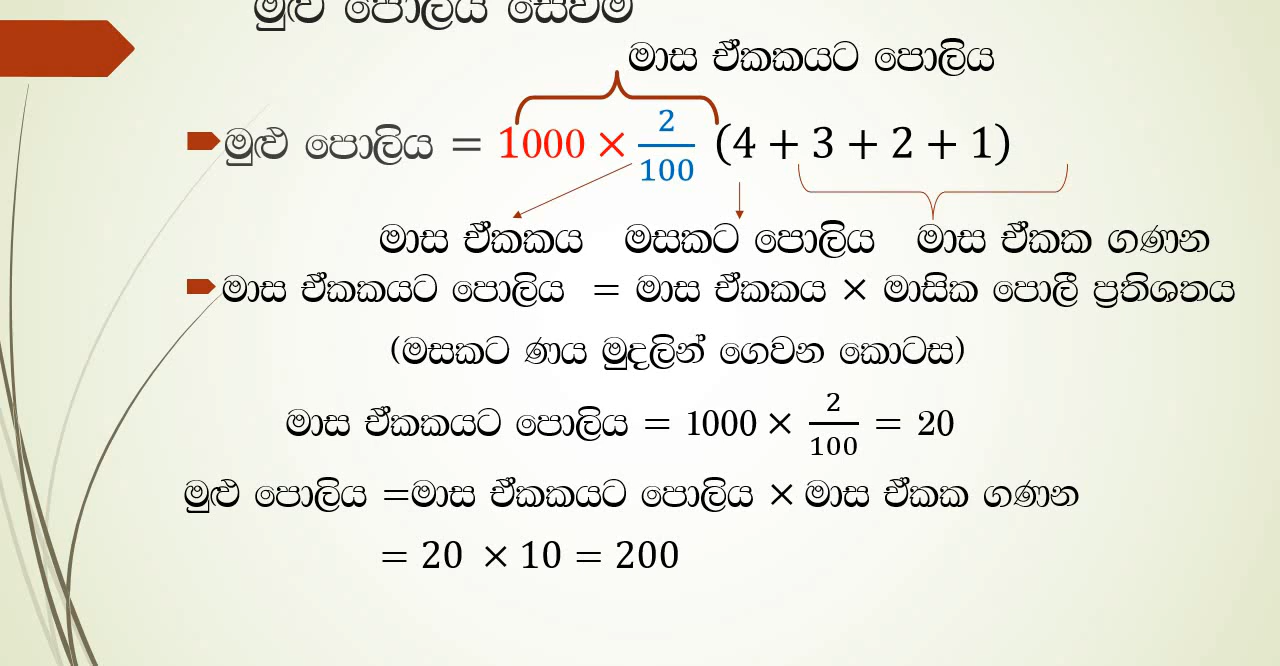 මුළු පොලිය සෙවීම
මාස ඒකකයට පොලිය
මුළු පොලිය = 1000 × 2/100 (4 + 3 + 2 + 1)
මාස ඒකකය මසකට පොලිය මාස ඒකක ගණන
මාස ඒකකයට පොලිය = මාස ඒකකය × මාසික පොලී ප්‍රතිශතය
(මසකට ණය මුදලින් ගෙවන කොටස)
මාස ඒකකයට පොලිය = 1000 × 2/100 = 20
මුළු පොලිය =මාස ඒකකයට පොලිය × මාස ඒකක ගණන
= 20 × 10 = 200